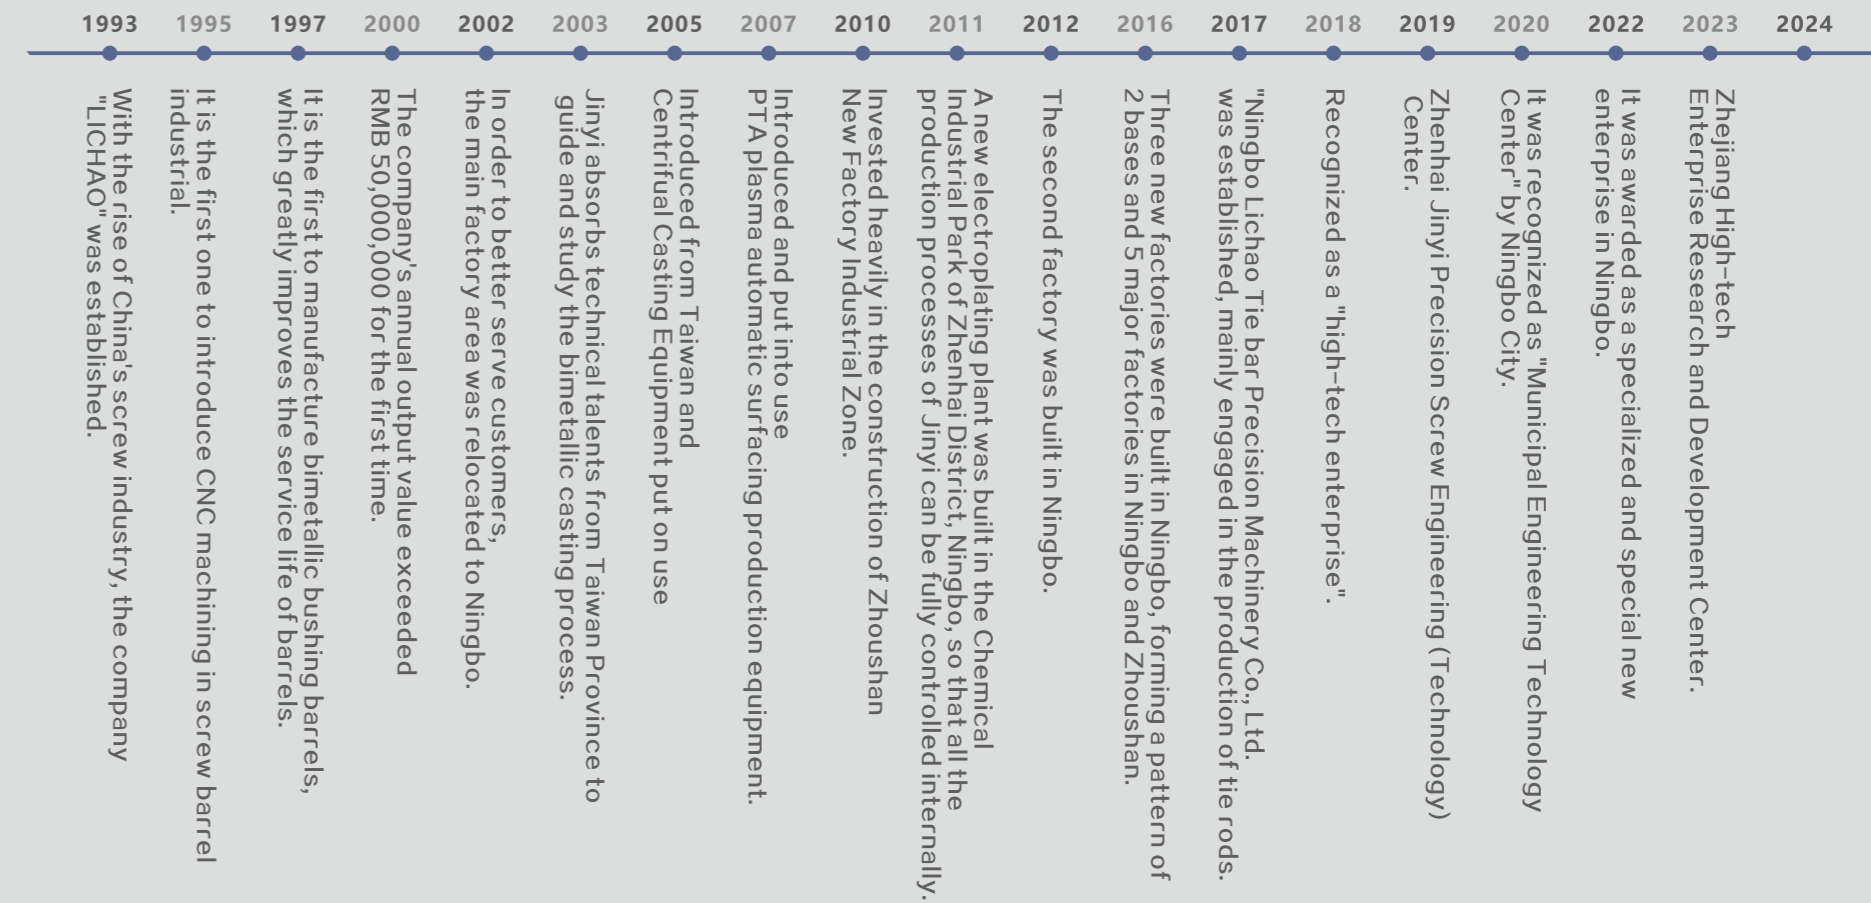 1993
1995
1997
2000
2002
2003
2005
2007
2010
2011
2012
2016
2017
2018
2019
2020
2022
2023
2024
With the rise of China's screw industry, the company
"LICHAO" was established.
It is the first one to introduce CNC machining in screw barrel
industrial.
It is the first to manufacture bimetallic bushing barrels,
which greatly improves the service life of barrels.
The company's annual output value exceeded
RMB 50,000,000 for the first time.
In order to better serve customers,
the main factory area was relocated to Ningbo.
Jinyi absorbs technical talents from Taiwan Province to
guide and study the bimetallic casting process.
Introduced from Taiwan and
Centrifual Casting Equipment put on use
Introduced and put into use
PTA plasma automatic surfacing production equipment.
Invested heavily in the construction of Zhoushan
New Factory Industrial Zone.
A new electroplating plant was built in the Chemical
Industrial Park of Zhenhai District, Ningbo, so that all the
production processes of Jinyi can be fully controlled internally.
The second factory was built in Ningbo.
Three new factories were built in Ningbo, forming a pattern of
2 bases and 5 major factories in Ningbo and Zhoushan.
"Ningbo Lichao Tie bar Precision Machinery Co., Ltd.
was established, mainly engaged in the production of tie rods.
Recognized as a "high-tech enterprise".
Zhenhai Jinyi Precision Screw Engineering (Technology)
Center.
It was recognized as "Municipal Engineering Technology
Center" by Ningbo City.
It was awarded as a specialized and special new
enterprise in Ningbo.
Zhejiang High-tech
Enterprise Research and Development Center.